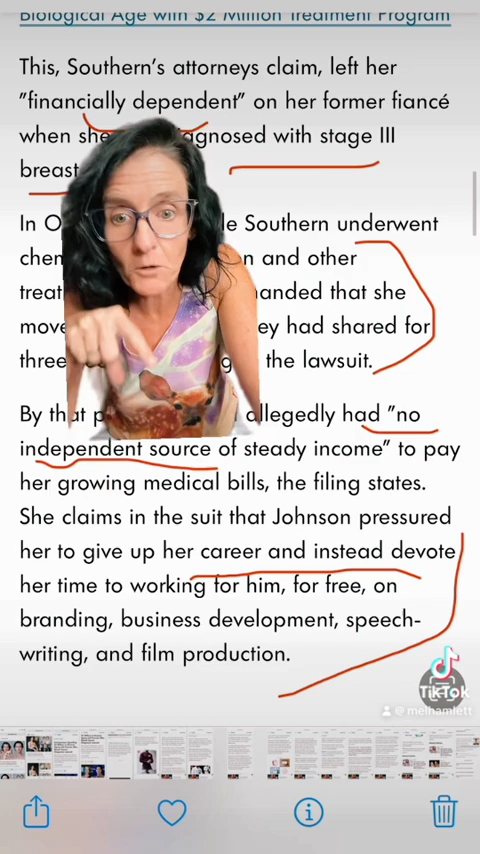 Biological Age with $2 Million Treatment Program
This, Southern's attorneys claim, left her
"financially dependent" on her former fiancé
when she agnosed with stage III
breast
In O le Southern underwent
chem n and other
treat anded that she
move ey had shared for
three g the lawsuit.
By that p allegedly had "no
independent source of steady income" to pay
her growing medical bills, the filing states.
She claims in the suit that Johnson pressured
her to give up her career and instead devote
her time to working for him, for free, on
branding, business development, speech-
writing, and film production.
TikTok
@melhamlett